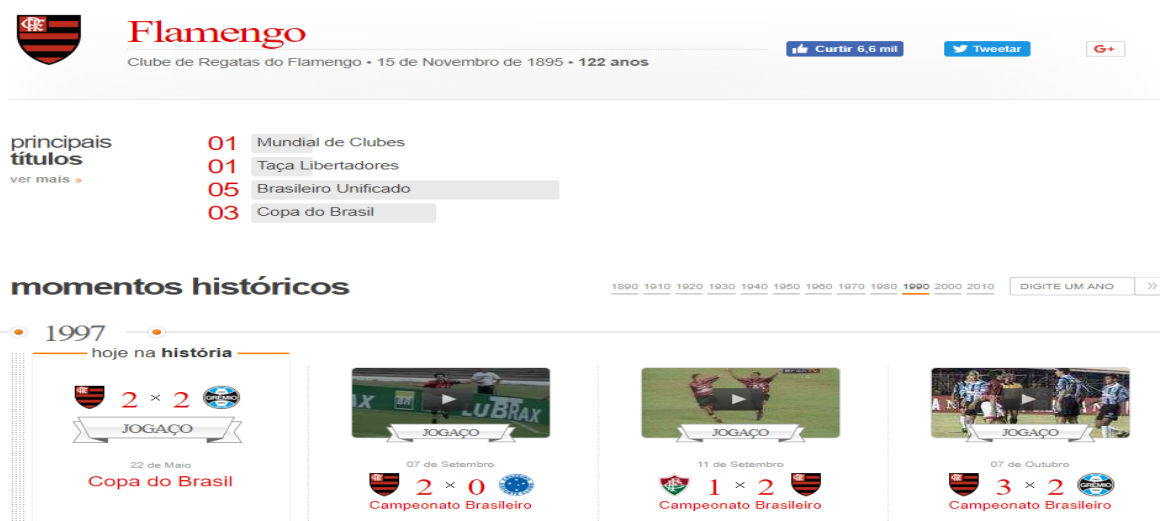 Flamengo
Clube de Regatas do Flamengo • 15 de Novembro de 1895 • 122 anos
Curtir 6,6 mil
Tweetar
G+
principais
títulos
ver mais »
01 Mundial de Clubes
01 Taça Libertadores
05 Brasileiro Unificado
03 Copa do Brasil
momentos históricos
1890 1910 1920 1930 1940 1950 1960 1970 1980 1990 2000 2010
DIGITE UM ANO »
1997
hoje na história
2 × 2
GRÊMIO
JOGAÇO
22 de Maio
Copa do Brasil
LUBRAX
JOGAÇO
07 de Setembro
2 × 0
Campeonato Brasileiro
JOGAÇO
11 de Setembro
1 × 2
Campeonato Brasileiro
JOGAÇO
07 de Outubro
3 × 2
GRÊMIO
Campeonato Brasileiro